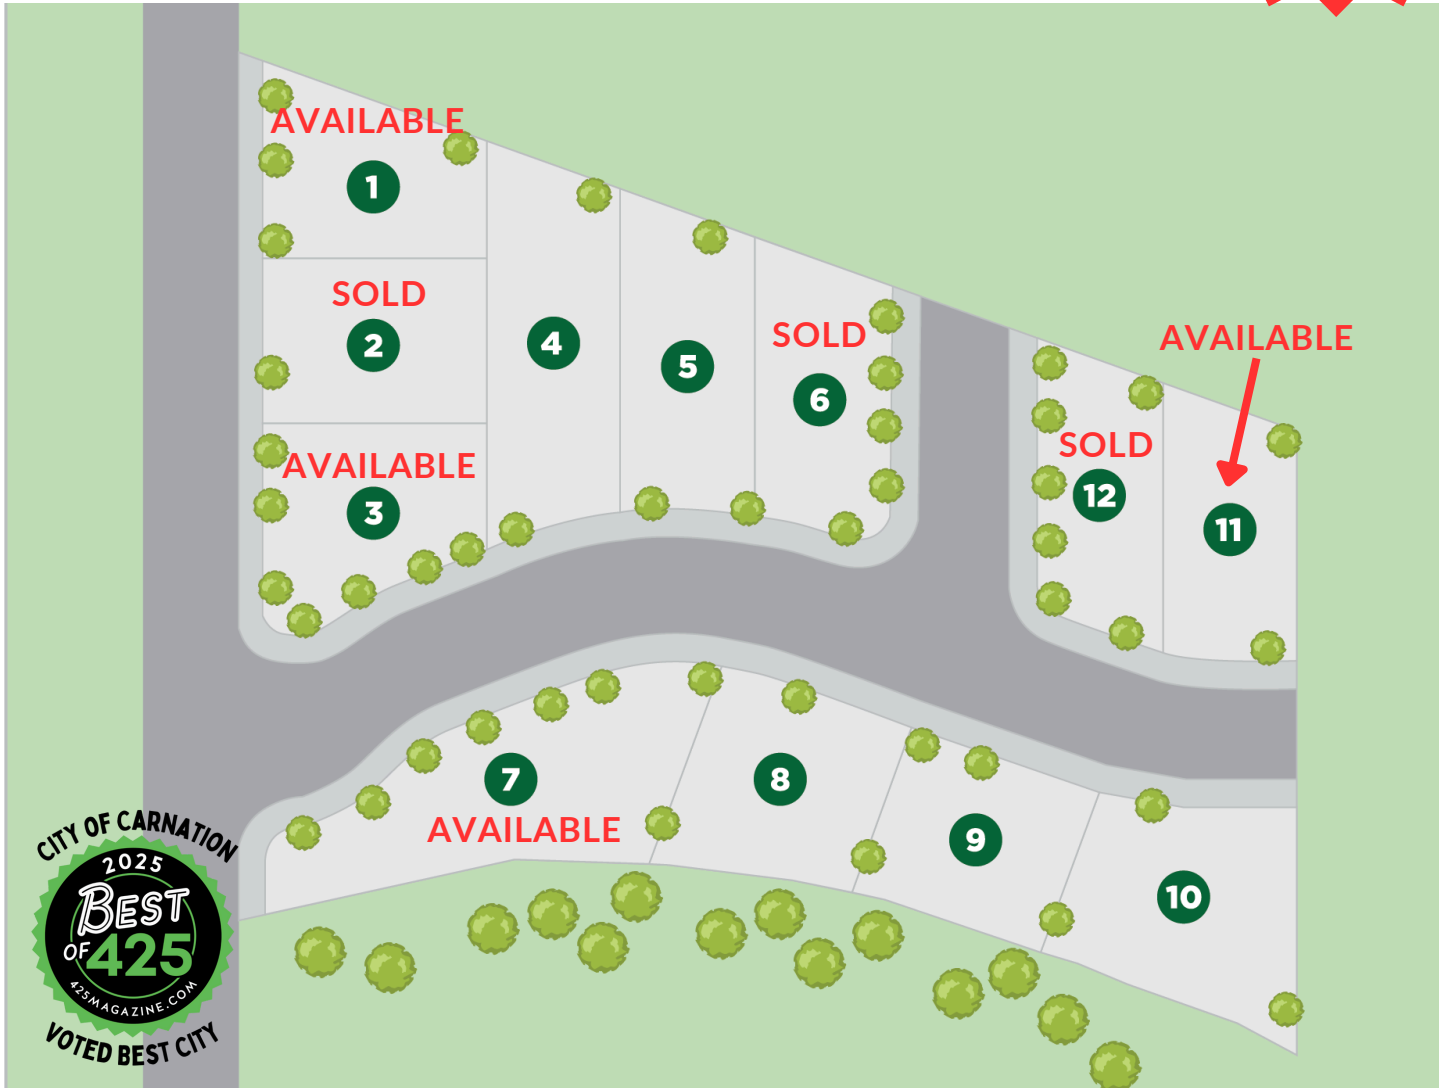 AVAILABLE
1
SOLD
2
AVAILABLE
3
4
5
SOLD
6
AVAILABLE
SOLD
12
11
7
AVAILABLE
8
9
10
CITY OF CARNATION
2025
BEST
OF 425
425MAGAZINE.COM
VOTED BEST CITY